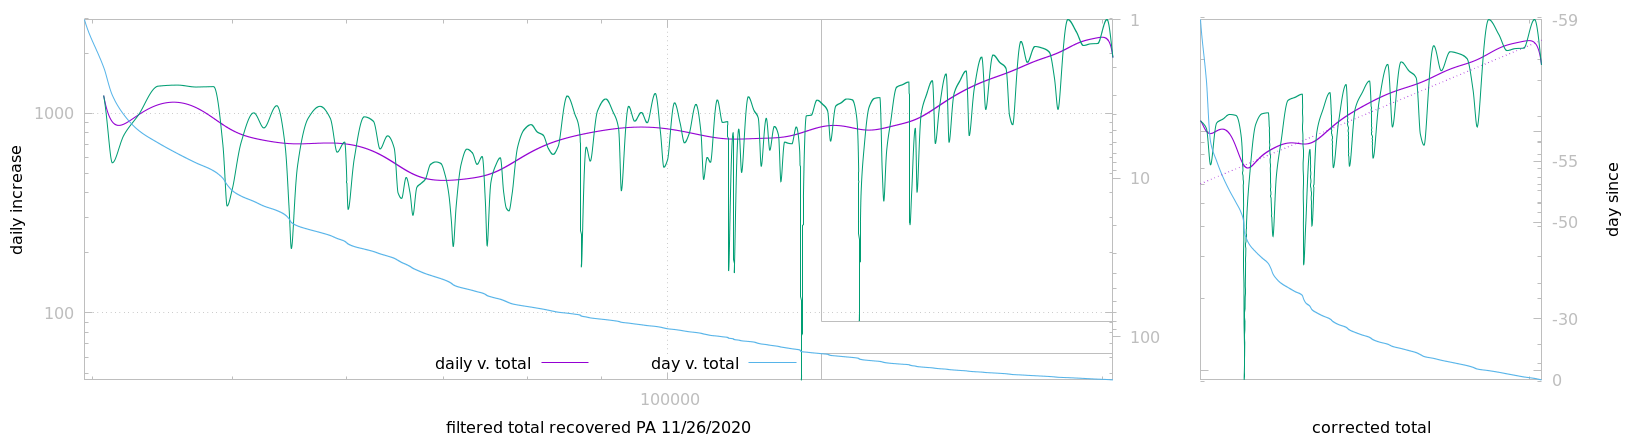 1
-59
1000
daily increase
10
-55
-50
day since
100
-30
100
daily v. total
day v. total
0
100000
filtered total recovered PA 11/26/2020
corrected total